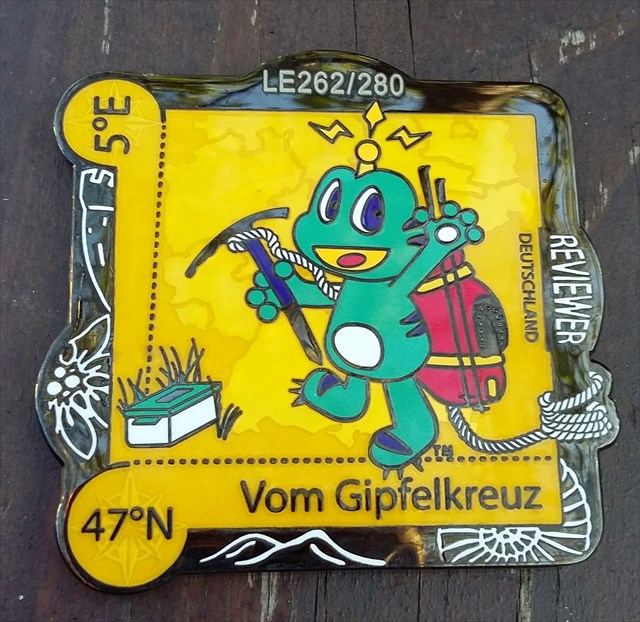 LE262/280
5°E
REVIEWER
DEUTSCHLAND
TM
Vom Gipfelkreuz
47°N